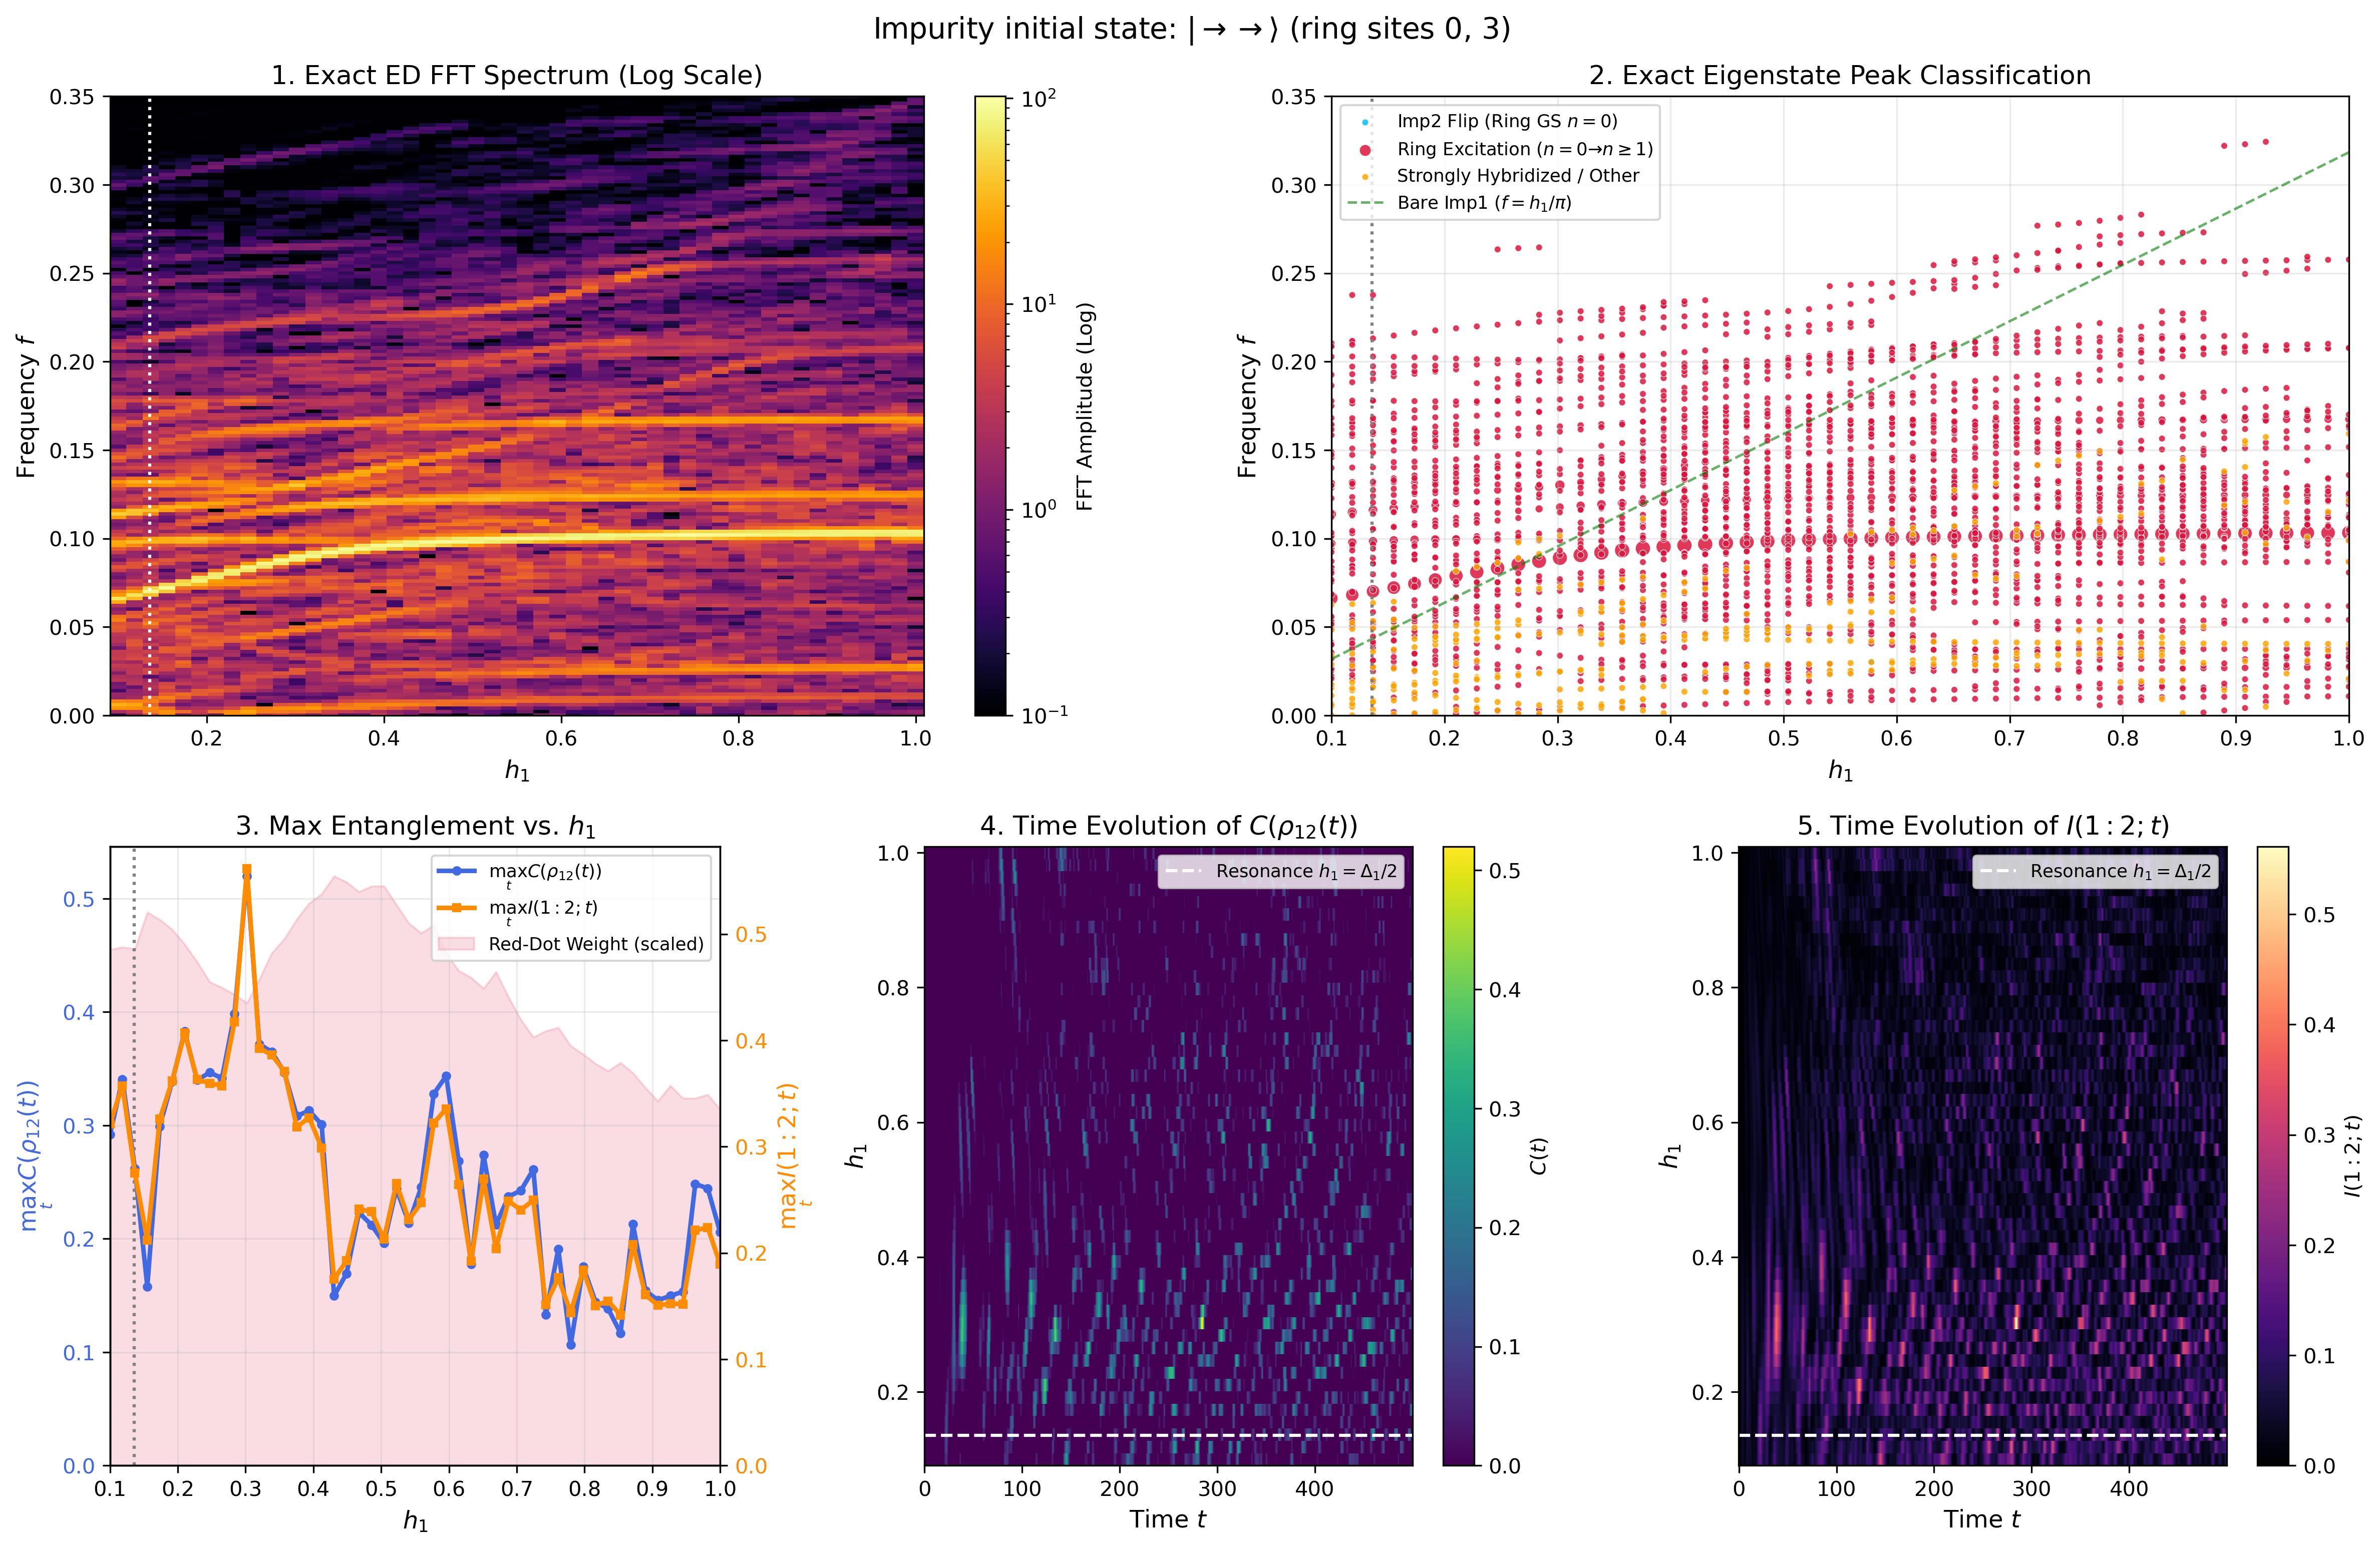 Impurity initial state: |→→⟩ (ring sites 0, 3)
1. Exact ED FFT Spectrum (Log Scale)
Frequency f
0.35
0.30
0.25
0.20
0.15
0.10
0.05
0.00
0.2 0.4 0.6 0.8 1.0
h₁
10²
10¹
10⁰
10⁻¹
FFT Amplitude (Log)
2. Exact Eigenstate Peak Classification
Imp2 Flip (Ring GS n = 0)
Ring Excitation (n = 0→n ≥ 1)
Strongly Hybridized / Other
Bare Imp1 (f = h₁/π)
Frequency f
0.35
0.30
0.25
0.20
0.15
0.10
0.05
0.00
0.1 0.2 0.3 0.4 0.5 0.6 0.7 0.8 0.9 1.0
h₁
3. Max Entanglement vs. h₁
max C(ρ₁₂(t))
t
max I(1 : 2; t)
t
Red-Dot Weight (scaled)
max C(ρ₁₂(t))
t
0.5
0.4
0.3
0.2
0.1
0.0
0.1 0.2 0.3 0.4 0.5 0.6 0.7 0.8 0.9 1.0
h₁
0.5
0.4
0.3
0.2
0.1
0.0
max I(1 : 2; t)
t
4. Time Evolution of C(ρ₁₂(t))
Resonance h₁ = Δ₁/2
h₁
1.0
0.8
0.6
0.4
0.2
0 100 200 300 400
Time t
0.5
0.4
0.3
0.2
0.1
0.0
C(t)
5. Time Evolution of I(1 : 2; t)
Resonance h₁ = Δ₁/2
h₁
1.0
0.8
0.6
0.4
0.2
0 100 200 300 400
Time t
0.5
0.4
0.3
0.2
0.1
0.0
I(1 : 2; t)